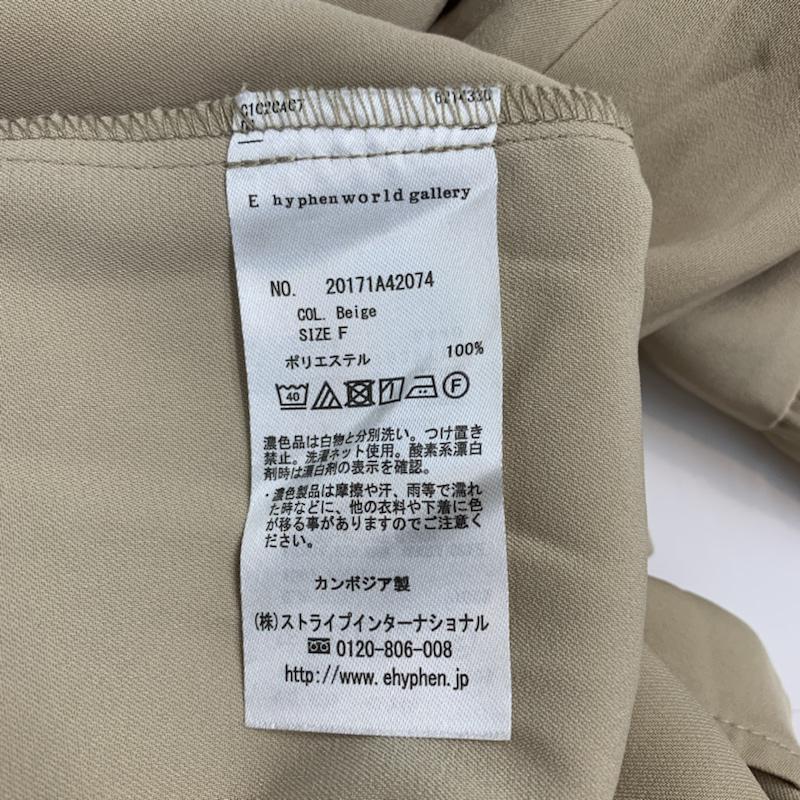 E hyphen world gallery
NO. 20171A42074
COL. Beige
SIZE F
ポリエステル 100%
40 F
濃色品は白物と分別洗い。つけ置き
禁止。洗濯ネット使用。酸素系漂白
剤時は漂白剤の表示を確認。
・濃色製品は摩擦や汗、雨等で濡れ
た時などに、他の衣料や下着に色
が移る事がありますのでご注意く
ださい。
カンボジア製
(株)ストライプインターナショナル
0120-806-008
http://www.ehyphen.jp